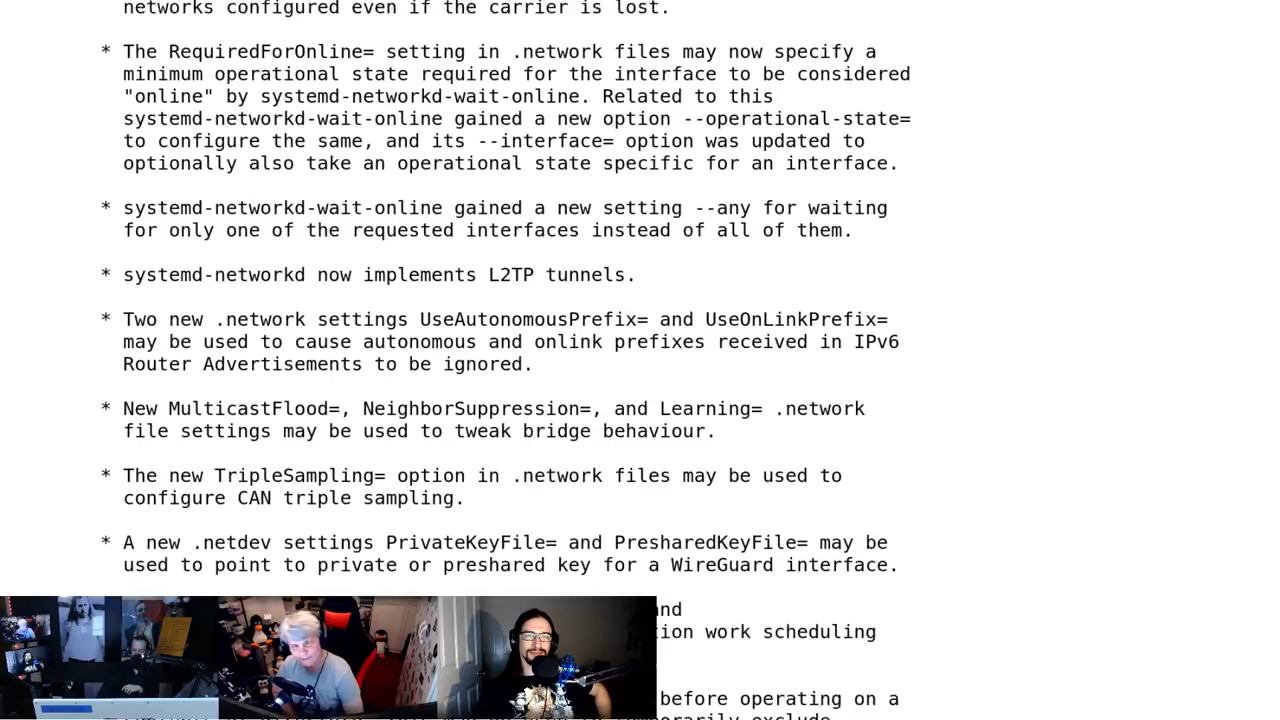 networks configured even if the carrier is lost.
* The RequiredForOnline= setting in .network files may now specify a
minimum operational state required for the interface to be considered
"online" by systemd-networkd-wait-online. Related to this
systemd-networkd-wait-online gained a new option --operational-state=
to configure the same, and its --interface= option was updated to
optionally also take an operational state specific for an interface.
* systemd-networkd-wait-online gained a new setting --any for waiting
for only one of the requested interfaces instead of all of them.
* systemd-networkd now implements L2TP tunnels.
* Two new .network settings UseAutonomousPrefix= and UseOnLinkPrefix=
may be used to cause autonomous and onlink prefixes received in IPv6
Router Advertisements to be ignored.
* New MulticastFlood=, NeighborSuppression=, and Learning= .network
file settings may be used to tweak bridge behaviour.
* The new TripleSampling= option in .network files may be used to
configure CAN triple sampling.
* A new .netdev settings PrivateKeyFile= and PresharedKeyFile= may be
used to point to private or preshared key for a WireGuard interface.
work scheduling
before operating on a